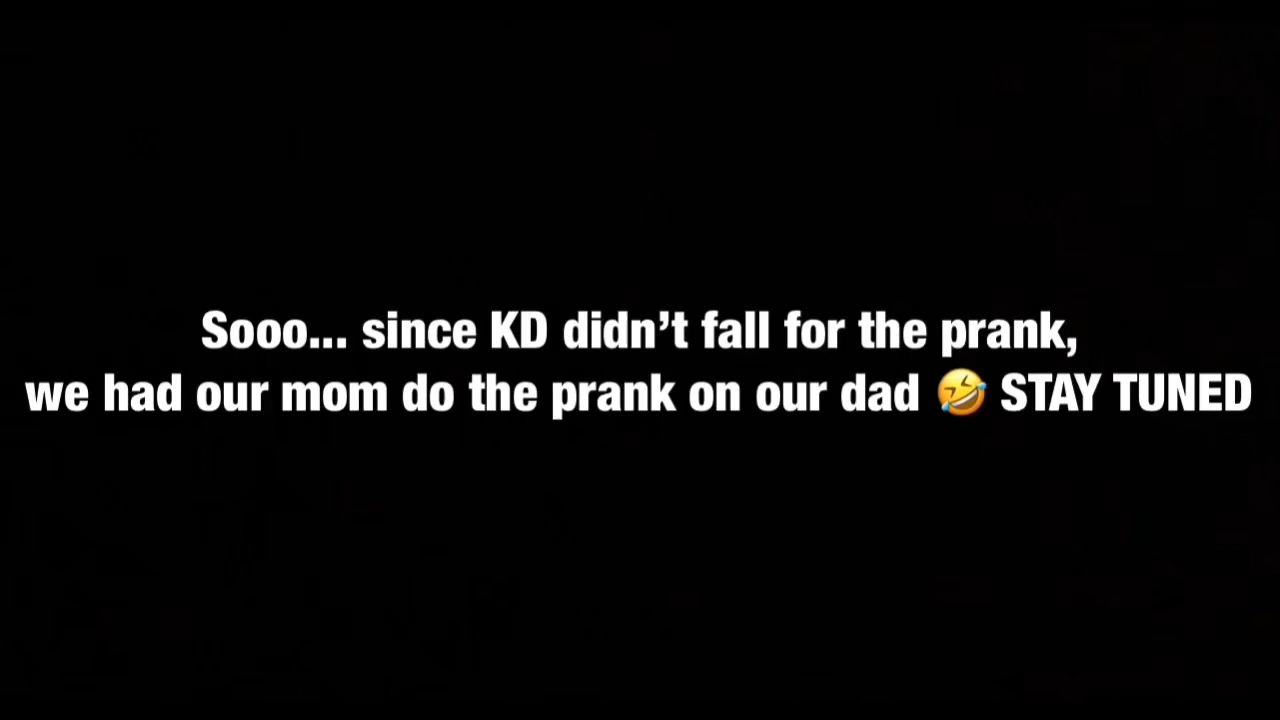 Sooo... since KD didn’t fall for the prank,
we had our mom do the prank on our dad 🤣 STAY TUNED